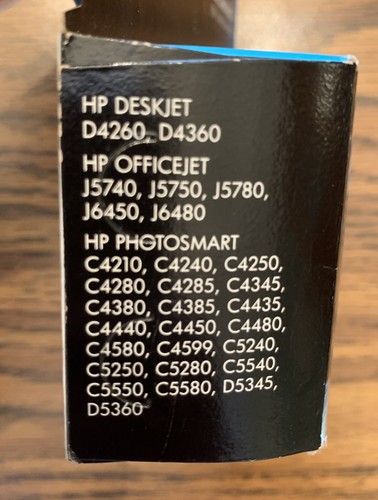 HP DESKJET
D4260, D4360
HP OFFICEJET
J5740, J5750, J5780,
J6450, J6480
HP PHOTOSMART
C4210, C4240, C4250,
C4280, C4285, C4345,
C4380, C4385, C4435,
C4440, C4450, C4480,
C4580, C4599, C5240,
C5250, C5280, C5540,
C5550, C5580, D5345,
D5360